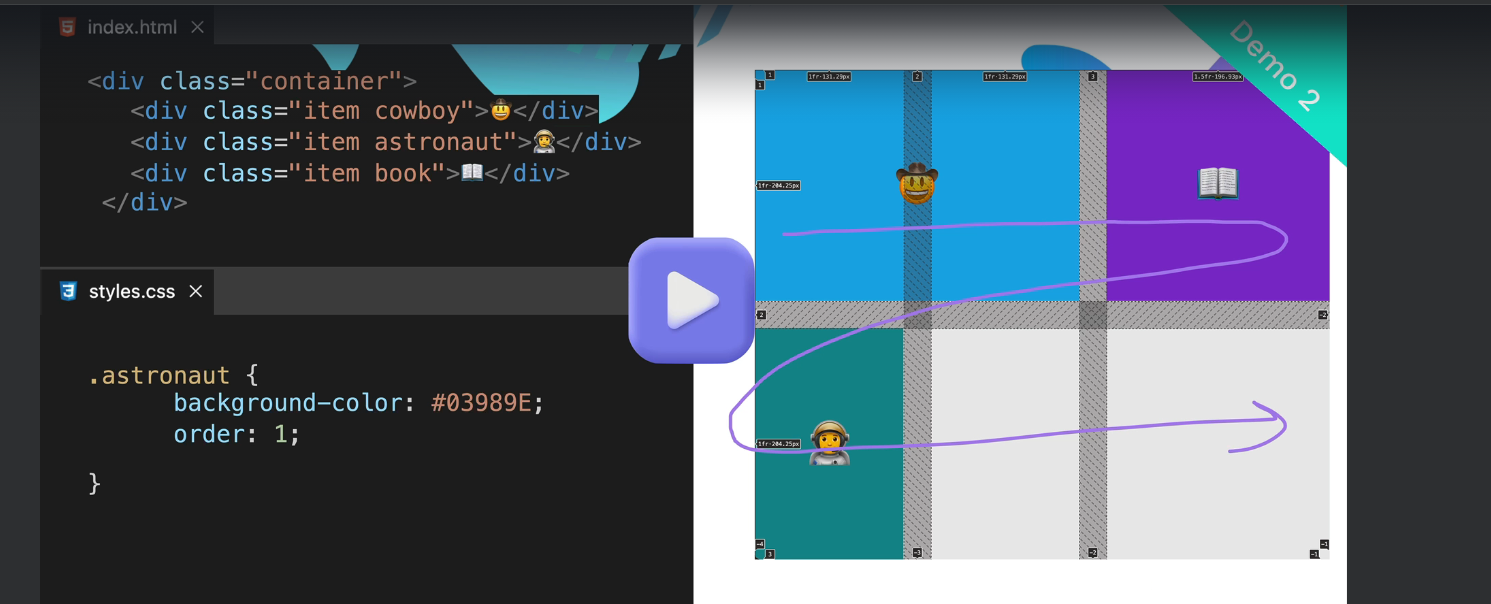 index.html
<div class="container">
<div class="item cowboy">🤠</div>
<div class="item astronaut">👩‍🚀</div>
<div class="item book">📖</div>
</div>
styles.css
.astronaut {
background-color: #03989E;
order: 1;
}
Demo 2
1
1fr-131.29px
2
1fr-131.29px
3
1.5fr-196.93px
1
1fr-204.25px
2
-2
1fr-204.25px
-4
3
-3
-2
-1
-1